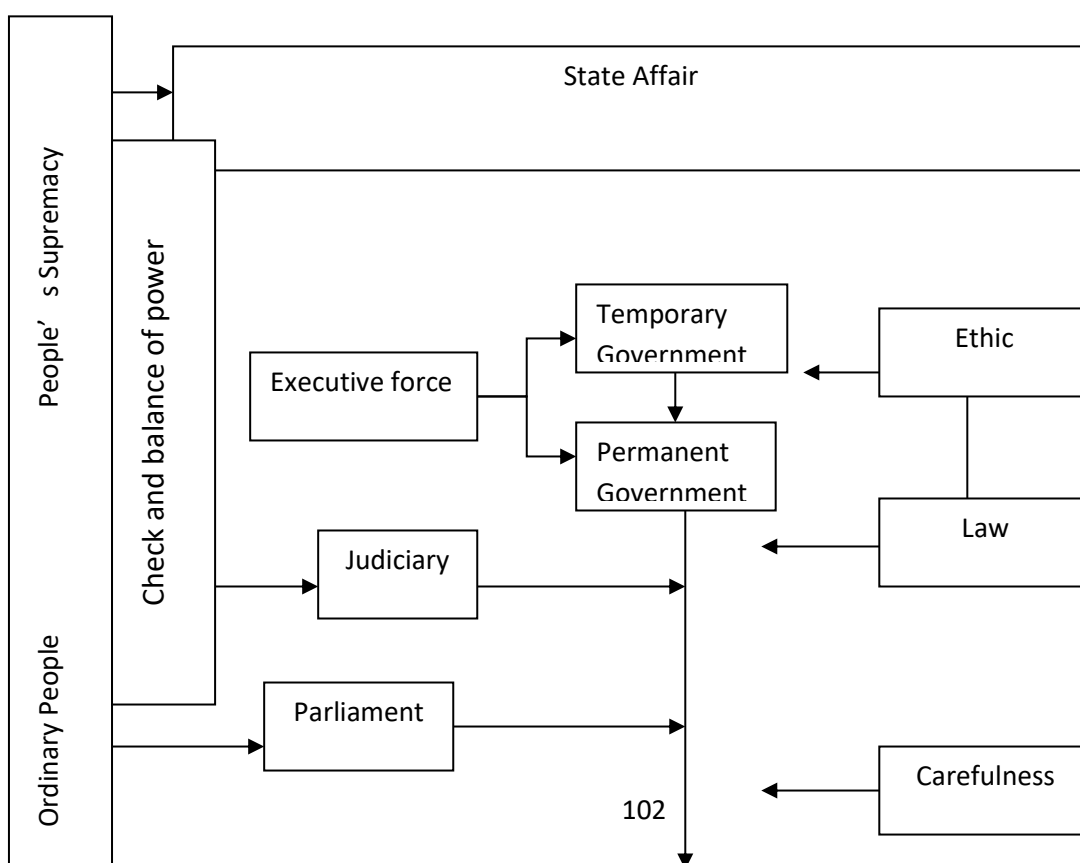 State Affair
People’ s Supremacy
Ordinary People
Check and balance of power
Temporary
Government
Ethic
Executive force
Permanent
Government
Law
Judiciary
Parliament
Carefulness
102